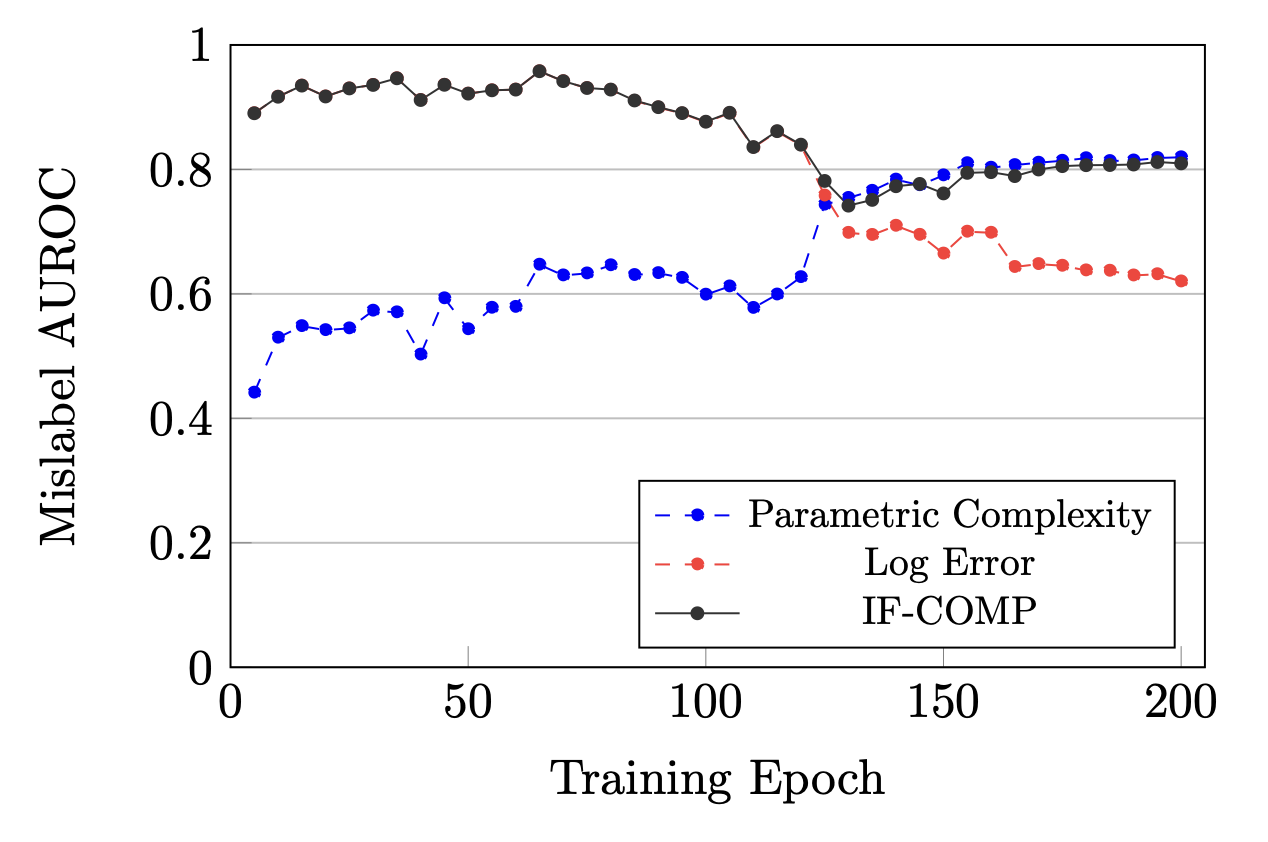 Mislabel AUROC
1
0.8
0.6
0.4
0.2
0
Parametric Complexity
Log Error
IF-COMP
0 50 100 150 200
Training Epoch